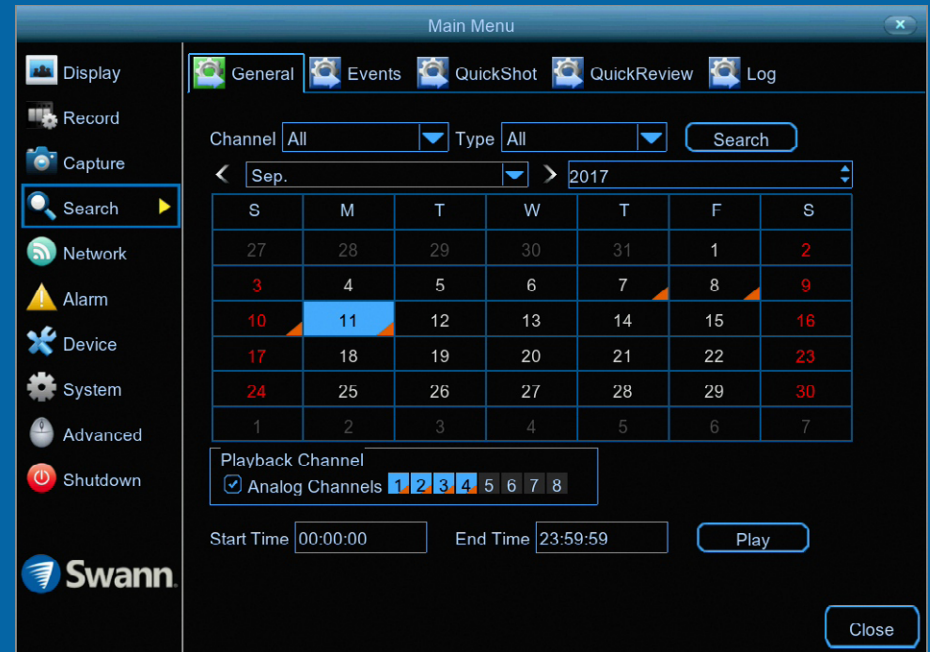 Main Menu
Display
Record
Capture
Search
Network
Alarm
Device
System
Advanced
Shutdown
Swann
General Events QuickShot QuickReview Log
Channel All Type All Search
Sep. 2017
S M T W T F S
27 28 29 30 31 1 2
3 4 5 6 7 8 9
10 11 12 13 14 15 16
17 18 19 20 21 22 23
24 25 26 27 28 29 30
1 2 3 4 5 6 7
Playback Channel
Analog Channels 1 2 3 4 5 6 7 8
Start Time 00:00:00 End Time 23:59:59 Play
Close